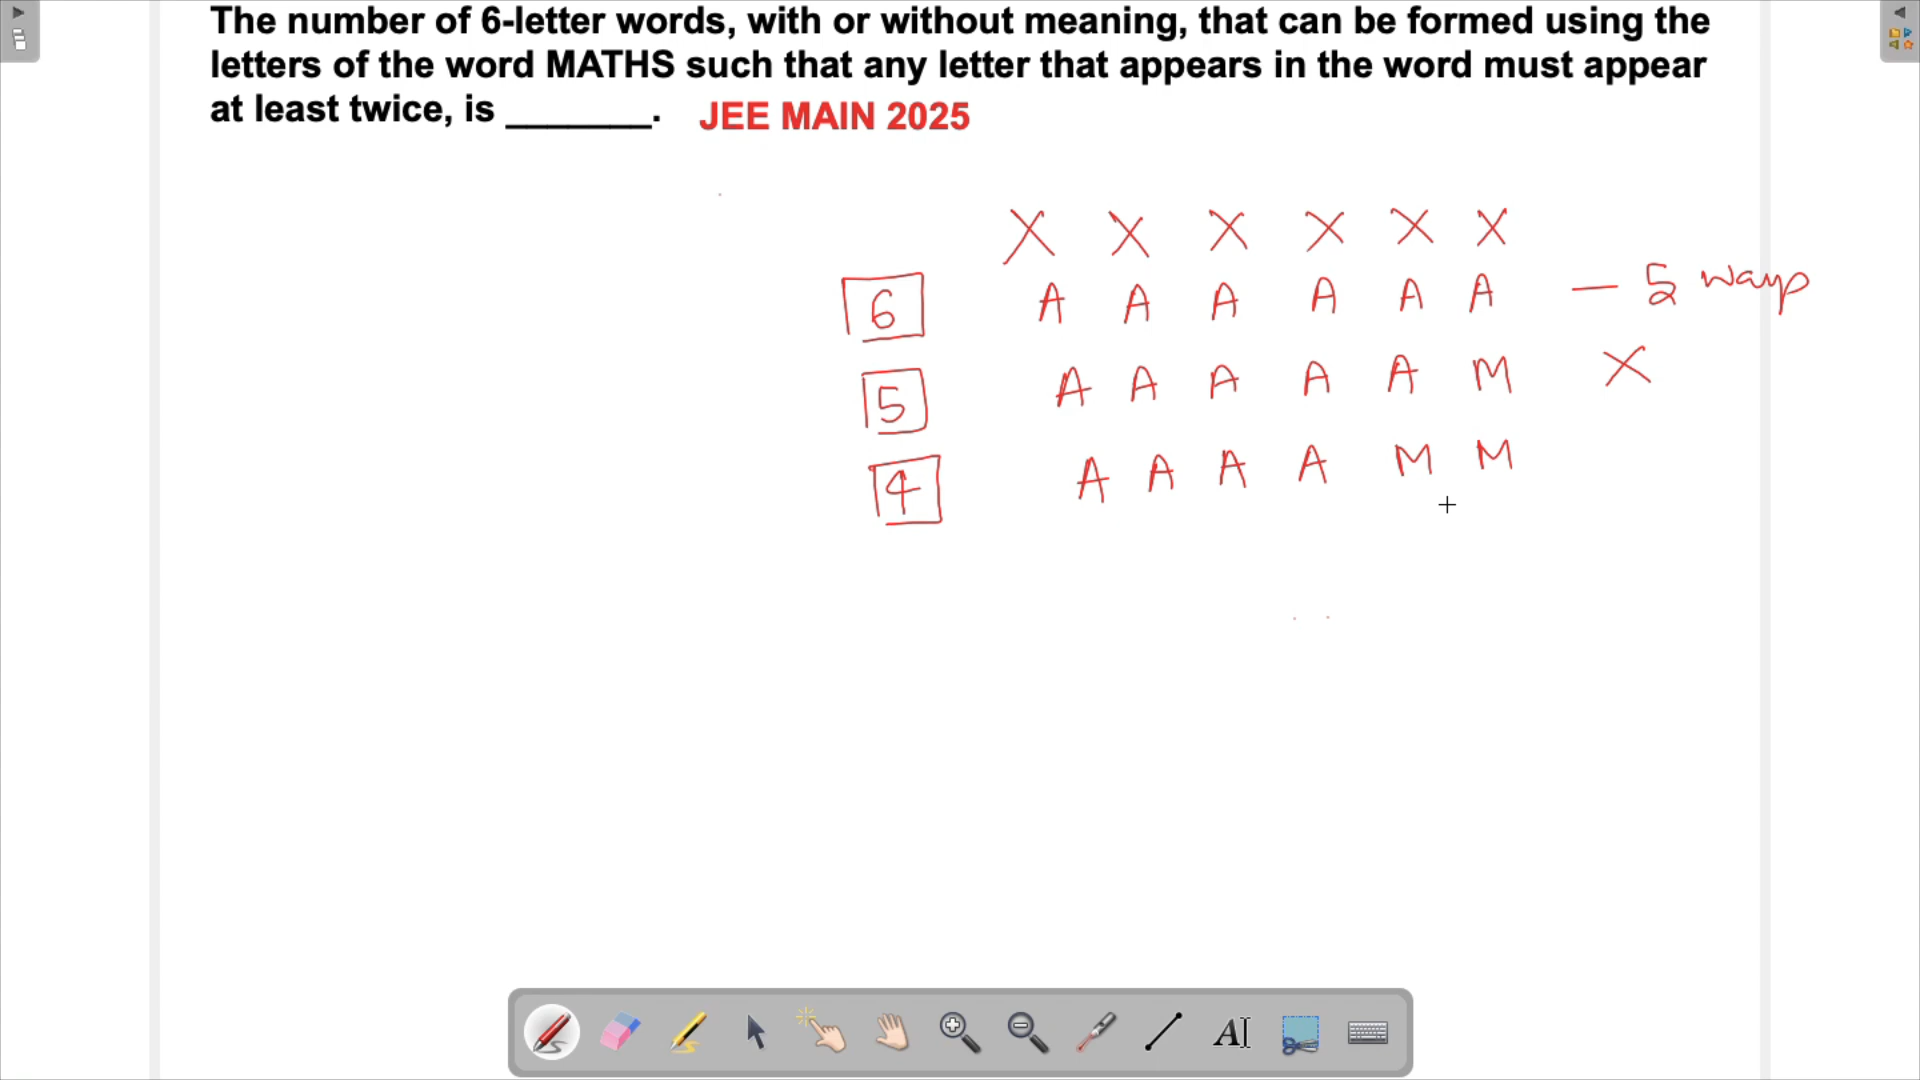 The number of 6-letter words, with or without meaning, that can be formed using the
letters of the word MATHS such that any letter that appears in the word must appear
at least twice, is _______. JEE MAIN 2025
X X X X X X
6 A A A A A A — 5 ways
5 A A A A A M X
4 A A A A M M